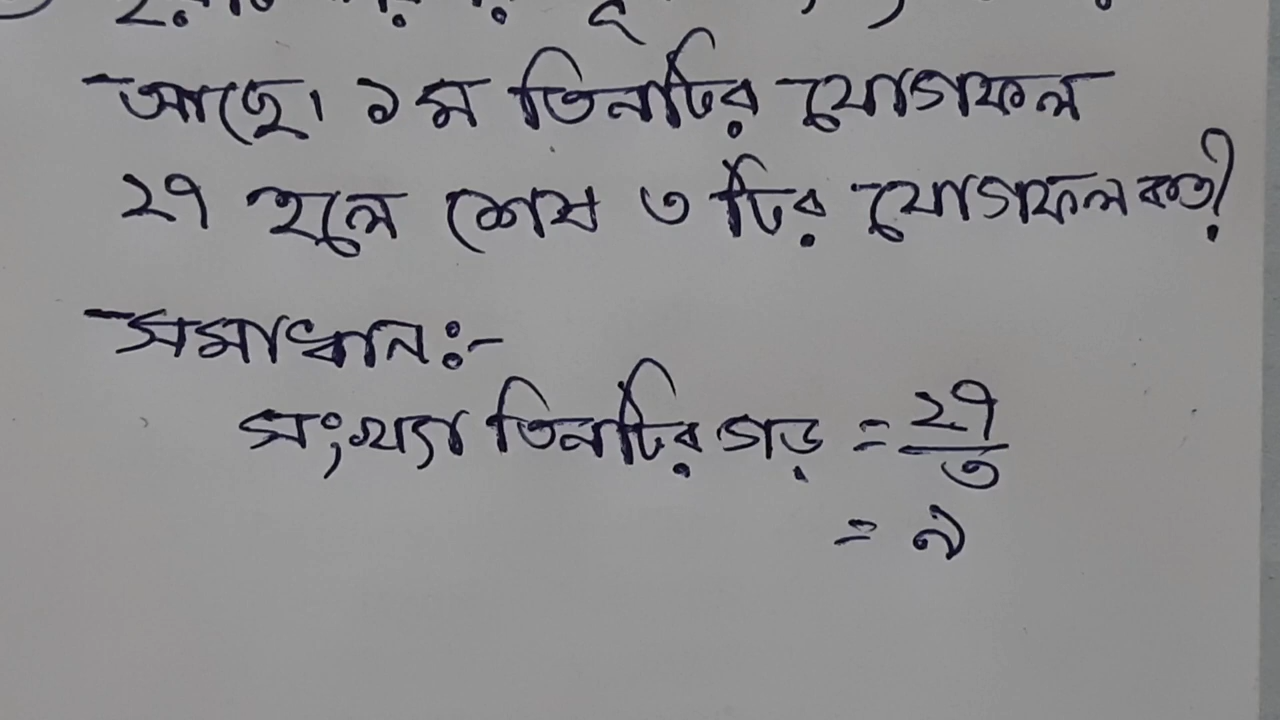 আছে। ১ম তিনটির যোগফল
২৭ হলে শেষ ৩ টির যোগফল কত?
সমাধান:-
সংখ্যা তিনটির গড় = ২৭/৩
= ৯